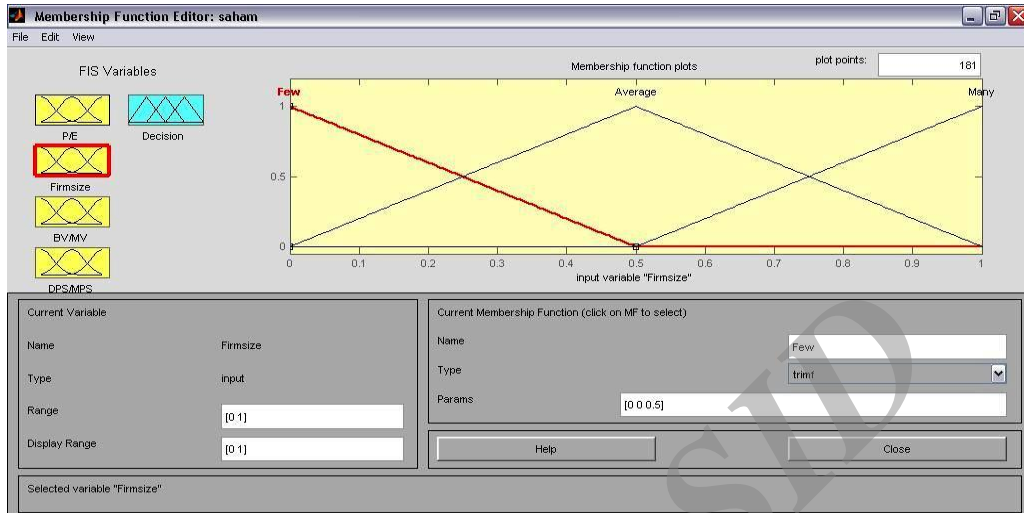 Membership Function Editor: saham
File Edit View
FIS Variables
P/E
Decision
Firmsize
BV/MV
DPS/MPS
Membership function plots
plot points:
181
Few
Average
Many
1
0.5
0
0 0.1 0.2 0.3 0.4 0.5 0.6 0.7 0.8 0.9 1
input variable "Firmsize"
Current Variable
Name Firmsize
Type input
Range [0 1]
Display Range [0 1]
Current Membership Function (click on MF to select)
Name Few
Type trimf
Params [0 0 0.5]
Help
Close
Selected variable "Firmsize"
SID